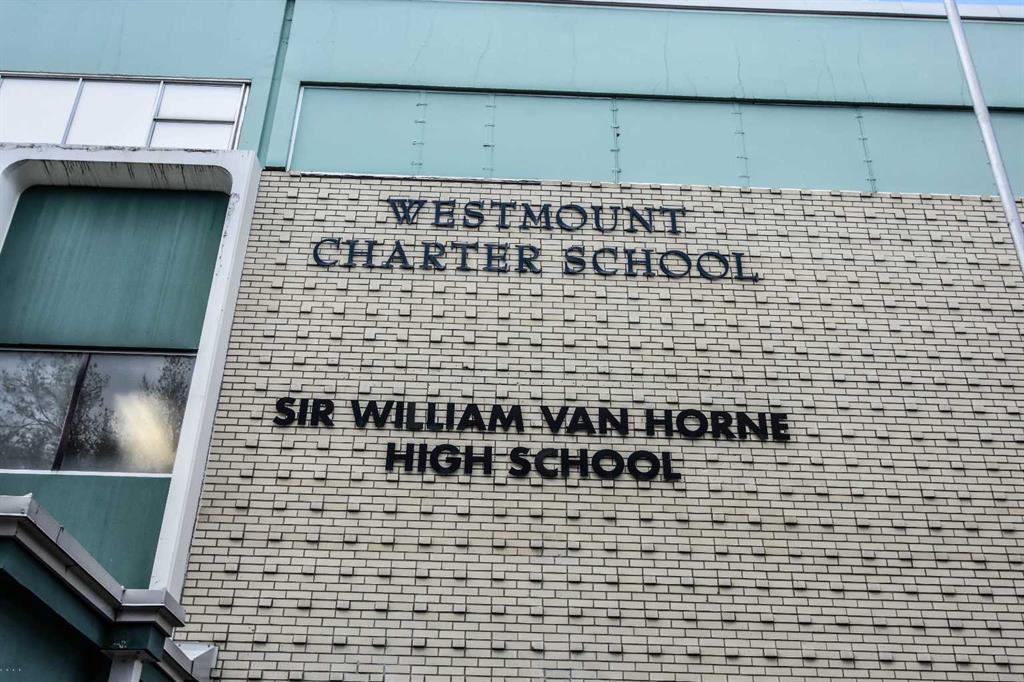 WESTMOUNT
CHARTER SCHOOL
SIR WILLIAM VAN HORNE
HIGH SCHOOL